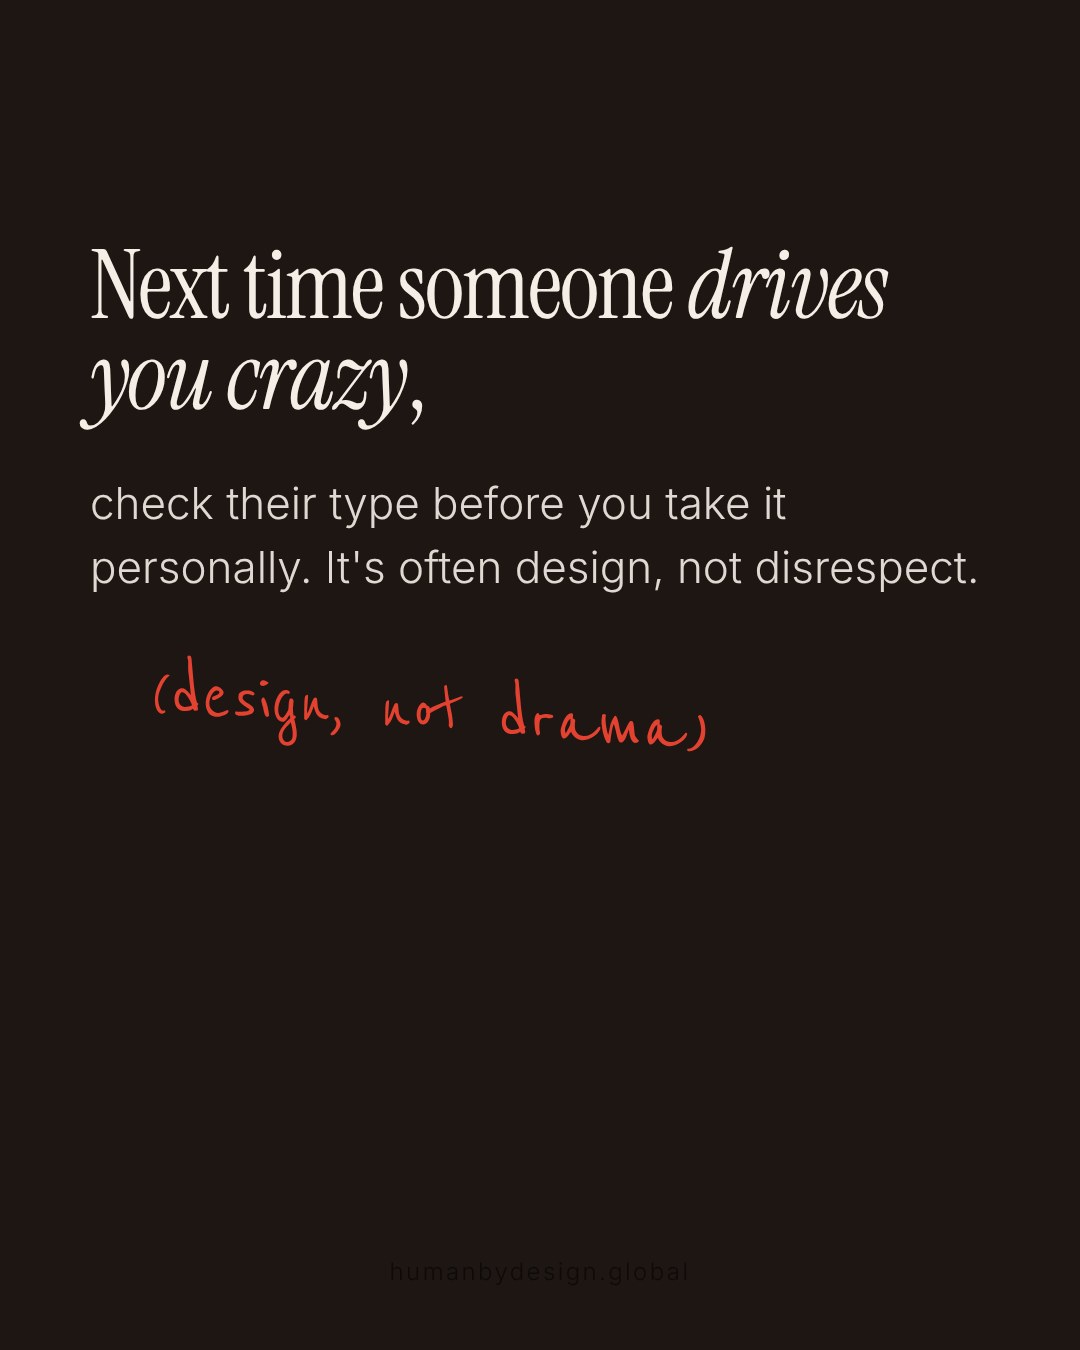 Next time someone drives
you crazy,
check their type before you take it
personally. It's often design, not disrespect.
(design, not drama)
humanbydesign.global